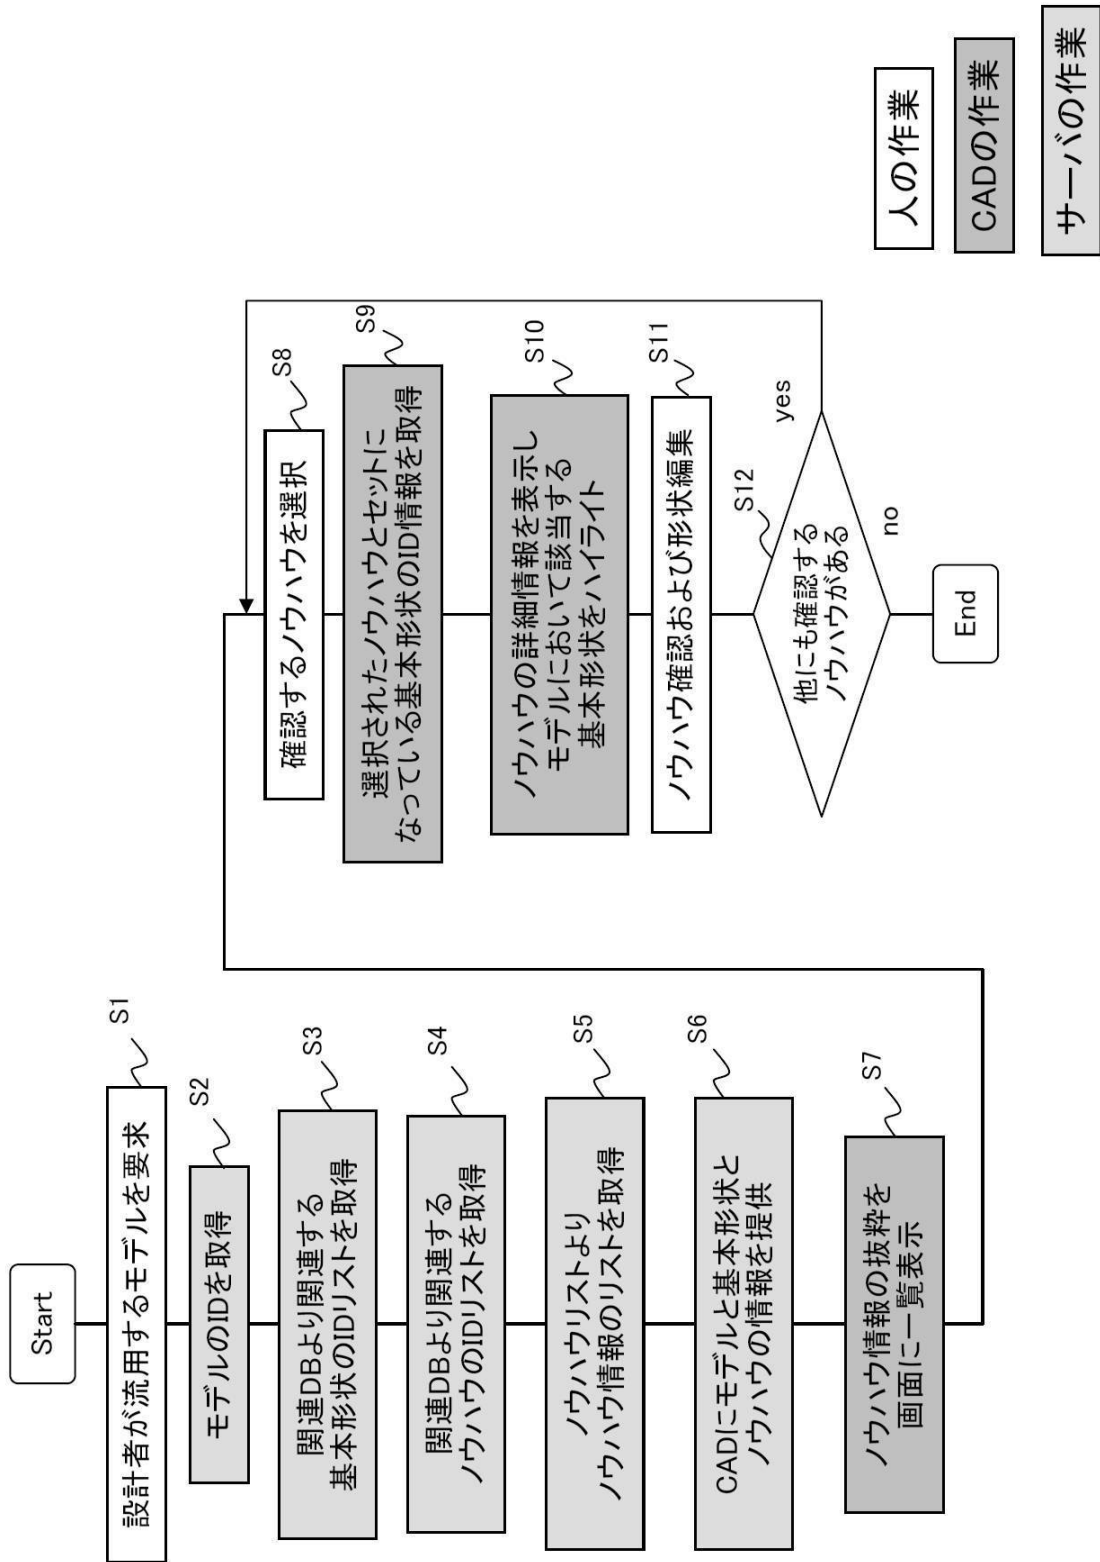 Start
設計者が流用するモデルを要求
S1
モデルのIDを取得
S2
関連DBより関連する
基本形状のIDリストを取得
S3
関連DBより関連する
ノウハウのIDリストを取得
S4
ノウハウリストより
ノウハウ情報のリストを取得
S5
CADにモデルと基本形状と
ノウハウの情報を提供
S6
ノウハウ情報の抜粋を
画面に一覧表示
S7
確認するノウハウを選択
S8
選択されたノウハウとセットに
なっている基本形状のID情報を取得
S9
ノウハウの詳細情報を表示し
モデルにおいて該当する
基本形状をハイライト
S10
ノウハウ確認および形状編集
S11
他にも確認する
ノウハウがある
S12
yes
no
End
人の作業
CADの作業
サーバの作業